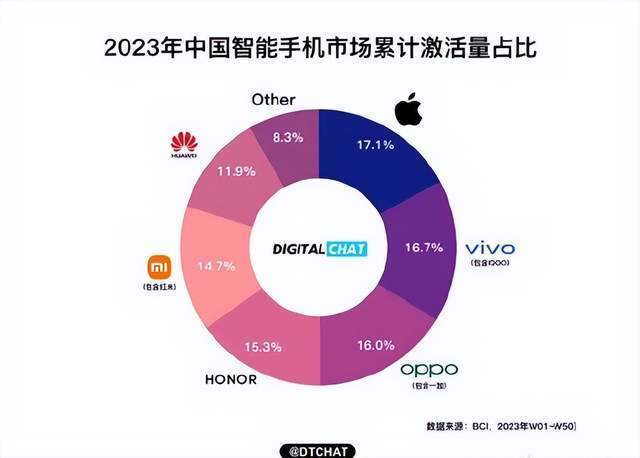 2023年中国智能手机市场累计激活量占比
Other
8.3%
17.1%
HUAWEI
11.9%
16.7%
vivo
(包含iQOO)
DIGITAL CHAT
mi
14.7%
(包含红米)
15.3%
16.0%
HONOR
oppo
(包含一加)
数据来源：BCI，2023年W01-W50)
@DTCHAT